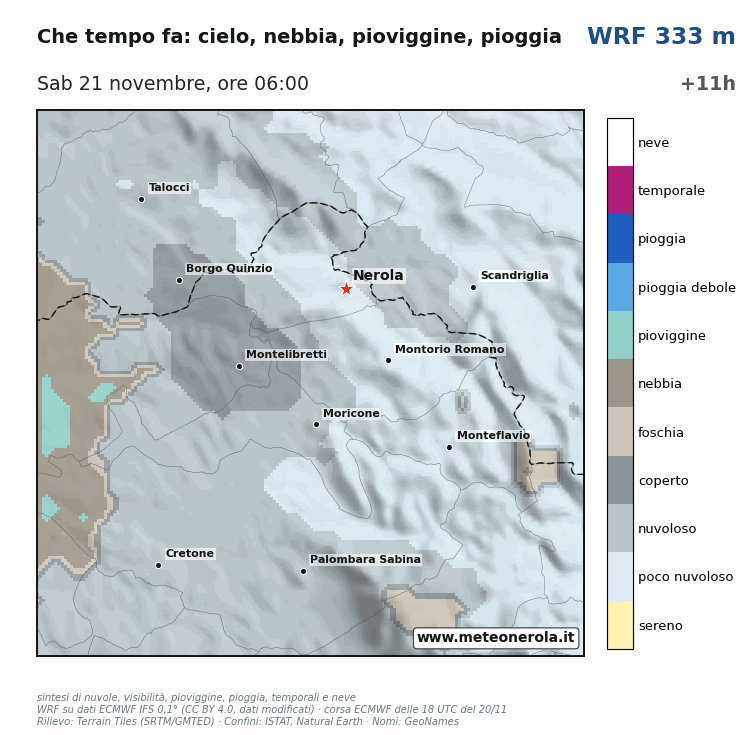 Che tempo fa: cielo, nebbia, pioviggine, pioggia
WRF 333 m
Sab 21 novembre, ore 06:00
+11h
Talocci
Borgo Quinzio
Nerola
Scandriglia
Montelibretti
Montorio Romano
Moricone
Monteflavio
Cretone
Palombara Sabina
www.meteonerola.it
neve
temporale
pioggia
pioggia debole
pioviggine
nebbia
foschia
coperto
nuvoloso
poco nuvoloso
sereno
sintesi di nuvole, visibilità, pioviggine, pioggia, temporali e neve
WRF su dati ECMWF IFS 0,1° (CC BY 4.0, dati modificati) · corsa ECMWF delle 18 UTC del 20/11
Rilievo: Terrain Tiles (SRTM/GMTED) · Confini: ISTAT, Natural Earth · Nomi: GeoNames